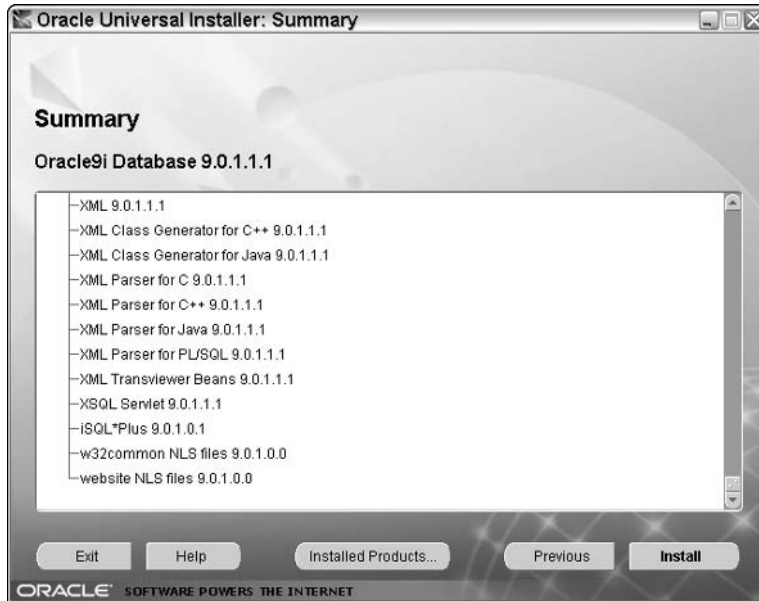 Oracle Universal Installer: Summary
Summary
Oracle9i Database 9.0.1.1.1
XML 9.0.1.1.1
XML Class Generator for C++ 9.0.1.1.1
XML Class Generator for Java 9.0.1.1.1
XML Parser for C 9.0.1.1.1
XML Parser for C++ 9.0.1.1.1
XML Parser for Java 9.0.1.1.1
XML Parser for PL/SQL 9.0.1.1.1
XML Transviewer Beans 9.0.1.1.1
XSQL Servlet 9.0.1.1.1
iSQL*Plus 9.0.1.0.1
w32common NLS files 9.0.1.0.0
website NLS files 9.0.1.0.0
Exit Help Installed Products... Previous Install
ORACLE SOFTWARE POWERS THE INTERNET